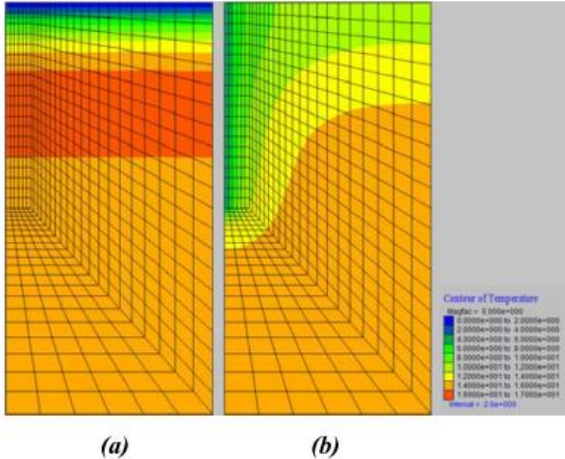 Contour of Temperature
Magfac = 0.000e+000
0.0000e+000 to 2.0000e+000
2.0000e+000 to 4.0000e+000
4.0000e+000 to 6.0000e+000
6.0000e+000 to 8.0000e+000
8.0000e+000 to 1.0000e+001
1.0000e+001 to 1.2000e+001
1.2000e+001 to 1.4000e+001
1.4000e+001 to 1.6000e+001
1.6000e+001 to 1.7000e+001
Interval = 2.0e+000
(a) (b)